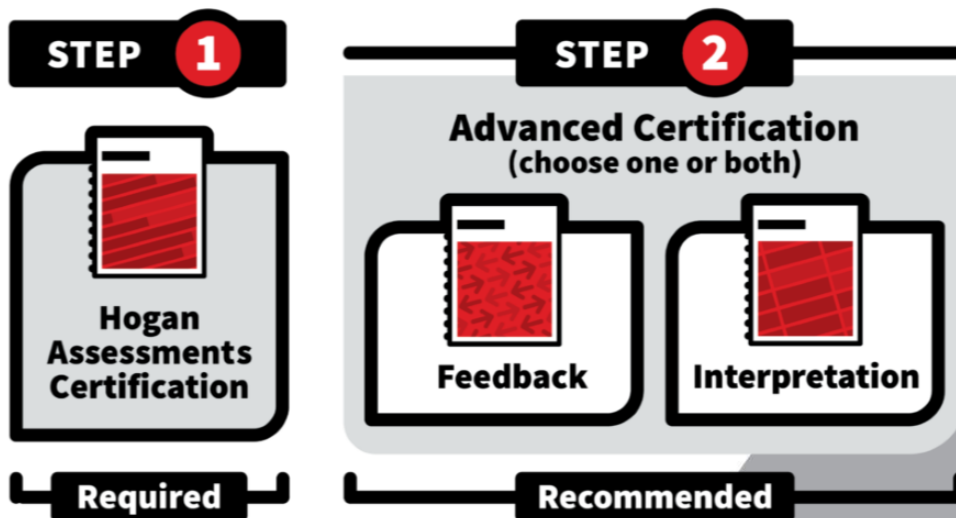 STEP 1
Hogan
Assessments
Certification
Required
STEP 2
Advanced Certification
(choose one or both)
Feedback
Interpretation
Recommended